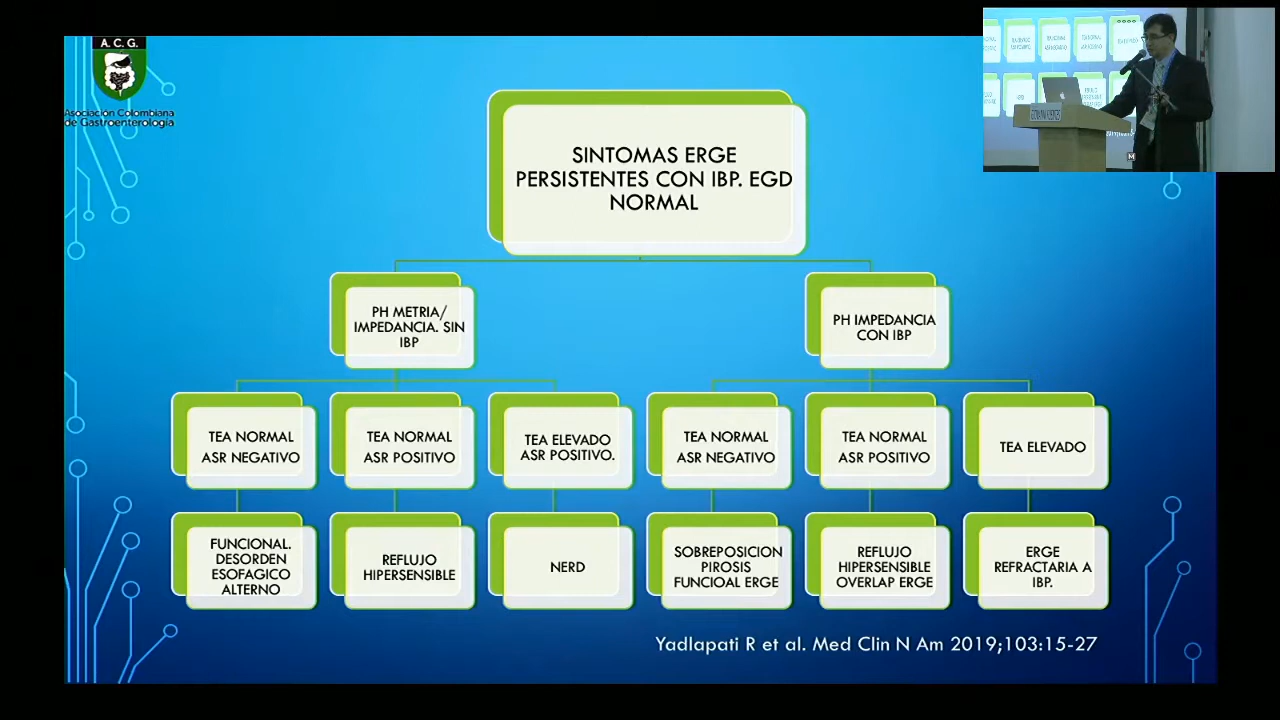 A. C. G.
Asociación Colombiana
de Gastroenterología
SINTOMAS ERGE
PERSISTENTES CON IBP. EGD
NORMAL
PH METRIA/
IMPEDANCIA. SIN
IBP
PH IMPEDANCIA
CON IBP
TEA NORMAL
ASR NEGATIVO
TEA NORMAL
ASR POSITIVO
TEA ELEVADO
ASR POSITIVO.
TEA NORMAL
ASR NEGATIVO
TEA NORMAL
ASR POSITIVO
TEA ELEVADO
FUNCIONAL.
DESORDEN
ESOFAGICO
ALTERNO
REFLUJO
HIPERSENSIBLE
NERD
SOBREPOSICION
PIROSIS
FUNCIOAL ERGE
REFLUJO
HIPERSENSIBLE
OVERLAP ERGE
ERGE
REFRACTARIA A
IBP.
Yadlapati R et al. Med Clin N Am 2019;103:15-27